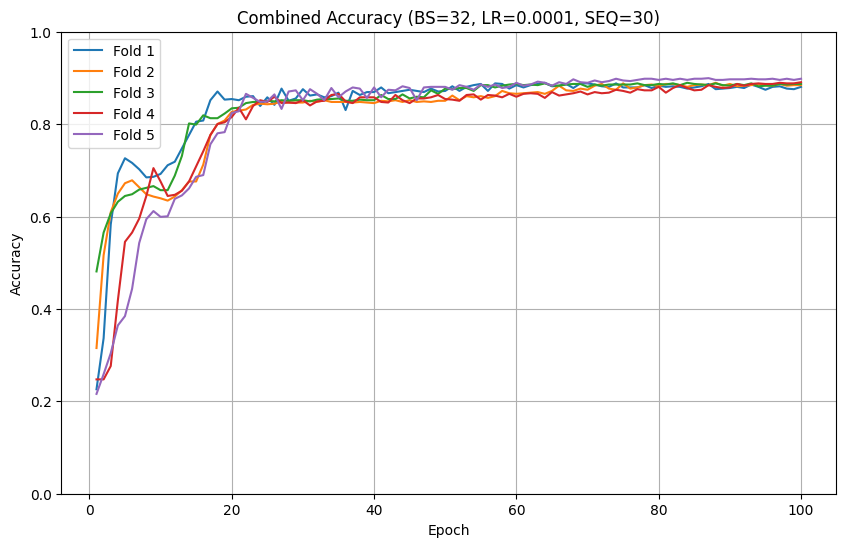 Combined Accuracy (BS=32, LR=0.0001, SEQ=30)
Fold 1
Fold 2
Fold 3
Fold 4
Fold 5
Accuracy
1.0
0.8
0.6
0.4
0.2
0.0
0
20
40
60
80
100
Epoch